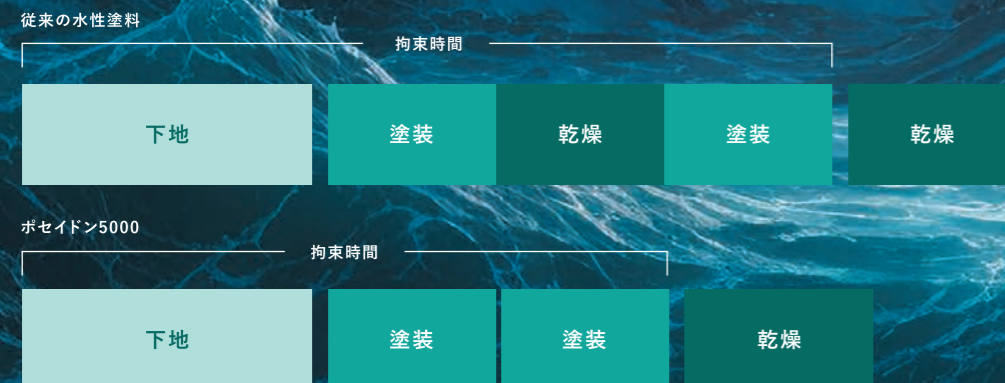 従来の水性塗料
拘束時間
下地 塗装 乾燥 塗装 乾燥
ポセイドン5000
拘束時間
下地 塗装 塗装 乾燥